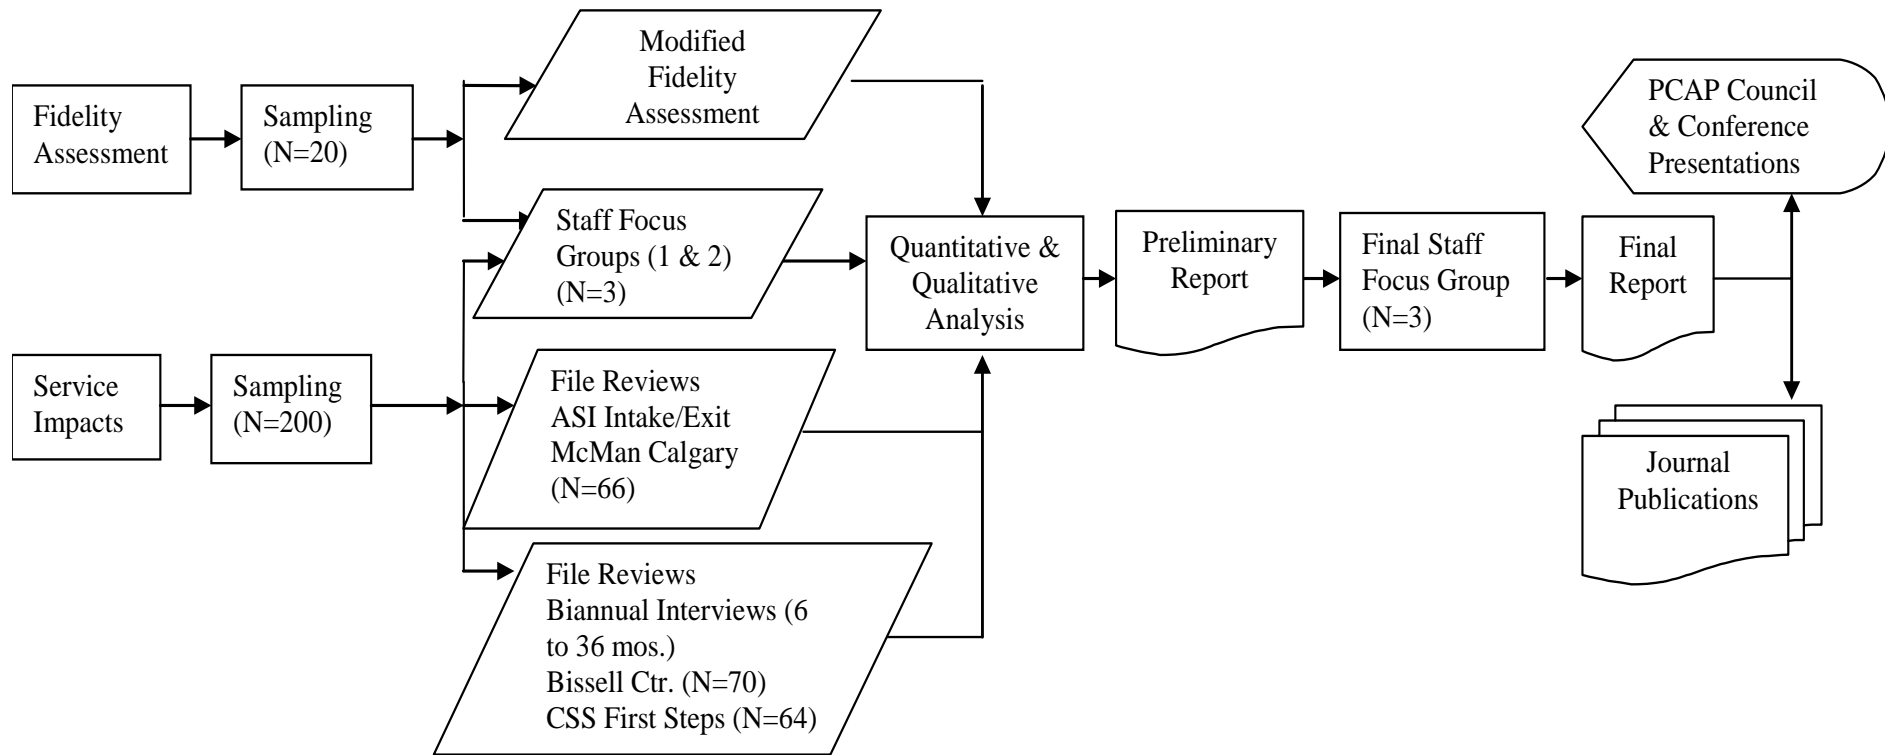 Fidelity
Assessment
Sampling
(N=20)
Modified
Fidelity
Assessment
Staff Focus
Groups (1 & 2)
(N=3)
Service
Impacts
Sampling
(N=200)
File Reviews
ASI Intake/Exit
McMan Calgary
(N=66)
File Reviews
Biannual Interviews (6
to 36 mos.)
Bissell Ctr. (N=70)
CSS First Steps (N=64)
Quantitative &
Qualitative
Analysis
Preliminary
Report
Final Staff
Focus Group
(N=3)
Final
Report
PCAP Council
& Conference
Presentations
Journal
Publications